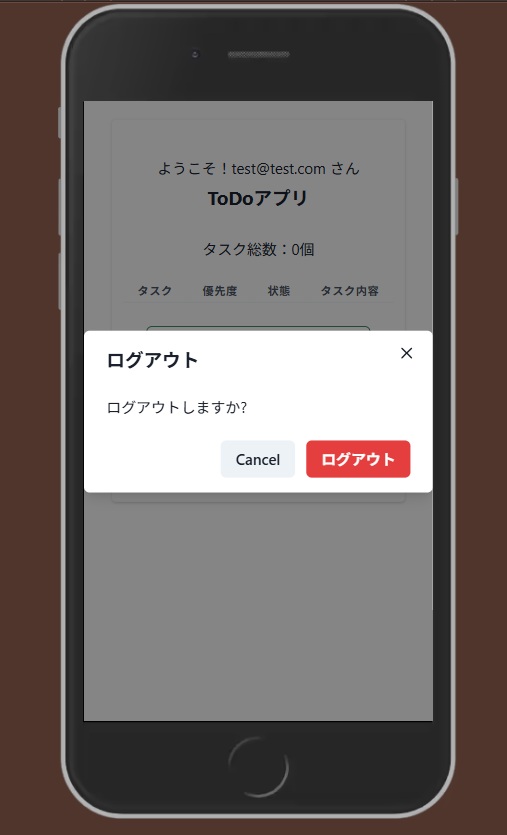 ようこそ！test@test.com さん
ToDoアプリ
タスク総数：0個
タスク 優先度 状態 タスク内容
ログアウト
ログアウトしますか?
Cancel ログアウト